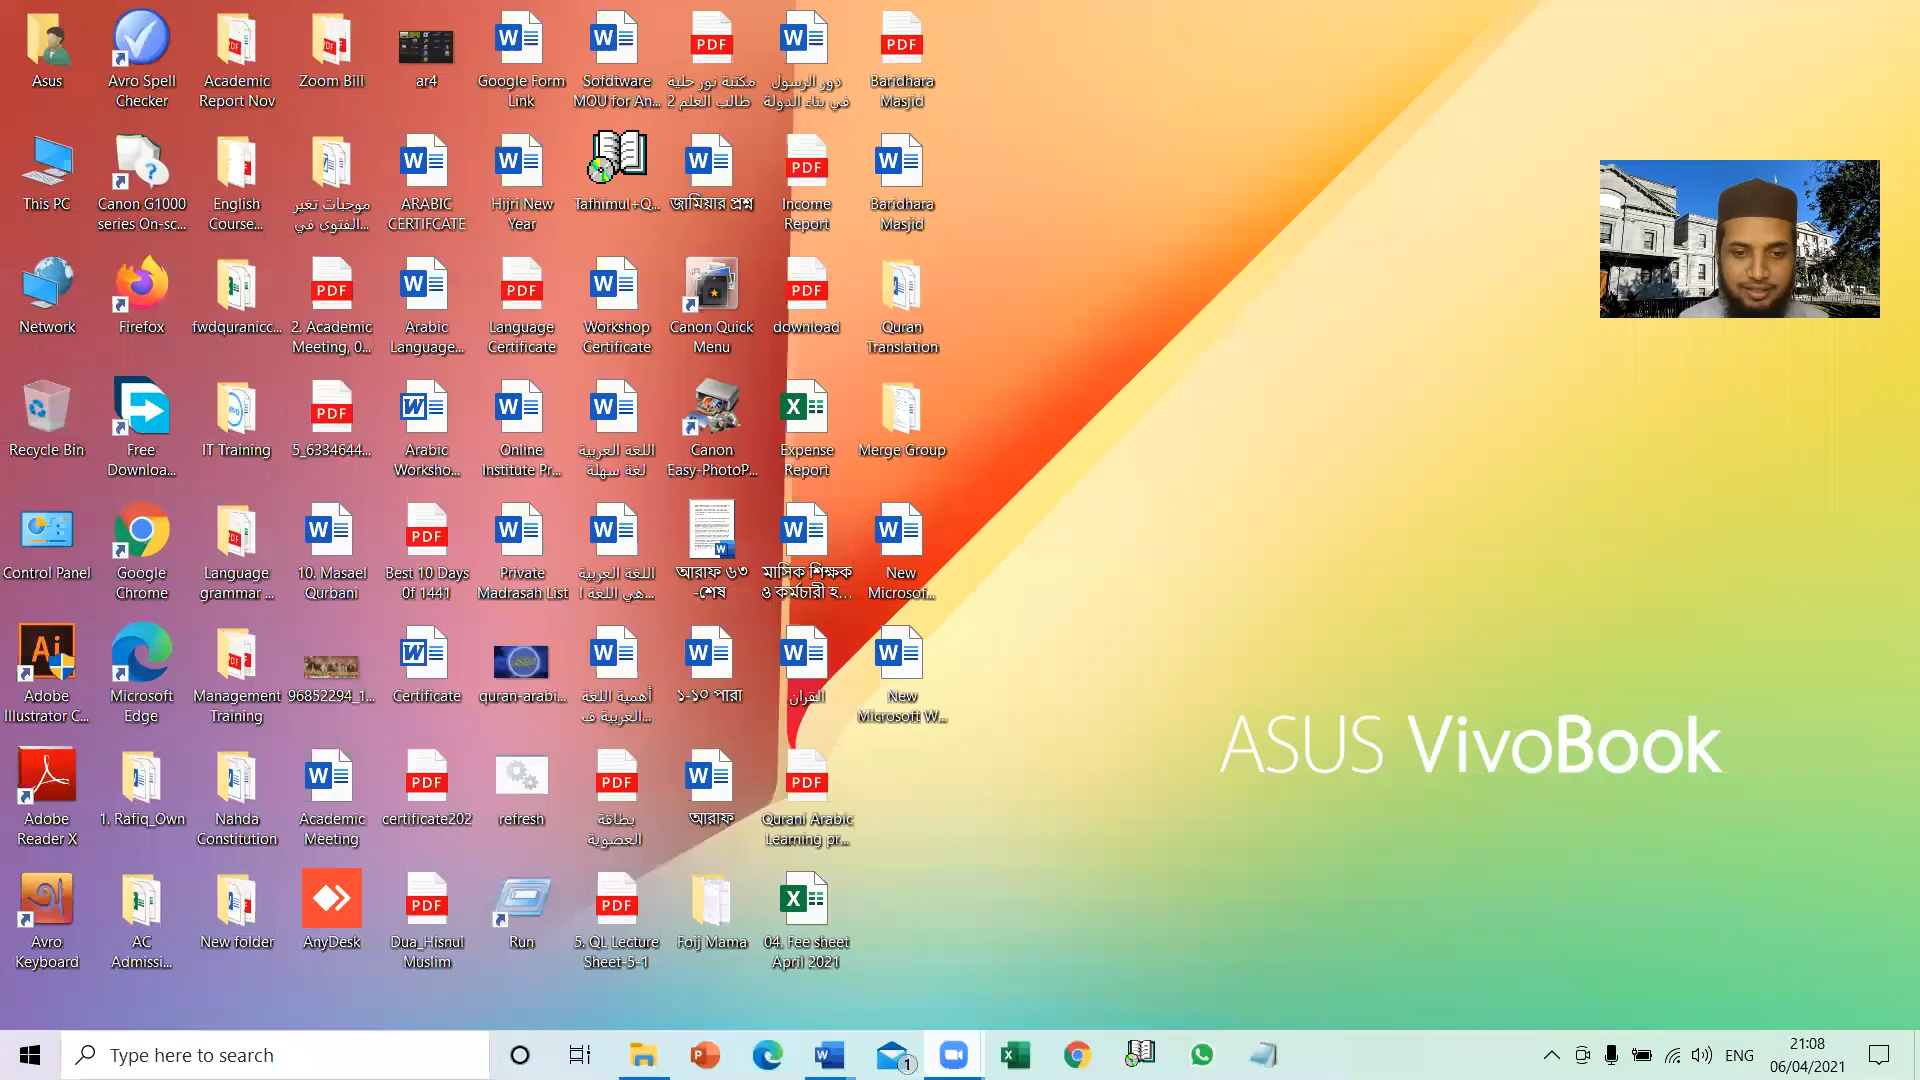 Asus
Avro Spell
Checker
Academic
Report Nov
Zoom Bill
ar4
Google Form
Link
Sofdtware
MOU for An...
مكتبة نور حلية
طالب العلم 2
دور الرسول
في بناء الدولة
Baridhara
Masjid
This PC
Canon G1000
series On-sc...
English
Course...
موجبات تغير
الفتوى في...
ARABIC
CERTIFCATE
Hijri New
Year
Tafhimul+Q...
জামিয়ার প্রশ্ন
Income
Report
Baridhara
Masjid
Network
Firefox
fwdquranicc...
2. Academic
Meeting, 0...
Arabic
Language...
Language
Certificate
Workshop
Certificate
Canon Quick
Menu
download
Quran
Translation
Recycle Bin
Free
Downloa...
IT Training
5_6334644...
Arabic
Worksho...
Online
Institute Pr...
اللغة العربية
لغة سهلة
Canon
Easy-PhotoP...
Expense
Report
Merge Group
Control Panel
Google
Chrome
Language
grammar ...
10. Masael
Qurbani
Best 10 Days
0f 1441
Private
Madrasah List
اللغة العربية
هي اللغة ا...
আরাফ ৬৩
-শেষ
মাসিক শিক্ষক
ও কর্মচারী হ...
New
Microsof...
Adobe
Illustrator C...
Microsoft
Edge
Management
Training
96852294_1...
Certificate
quran-arabi...
أهمية اللغة
العربية ف...
১-১০ পারা
القران
New
Microsoft W...
ASUS VivoBook
Adobe
Reader X
1. Rafiq_Own
Nahda
Constitution
Academic
Meeting
certificate202
refresh
بطاقة
العضوية
আরাফ
Qurani Arabic
Learning pr...
Avro
Keyboard
AC
Admissi...
New folder
AnyDesk
Dua_Hisnul
Muslim
Run
5. QL Lecture
Sheet-5-1
Foij Mama
04. Fee sheet
April 2021
Type here to search
1
ENG
21:08
06/04/2021